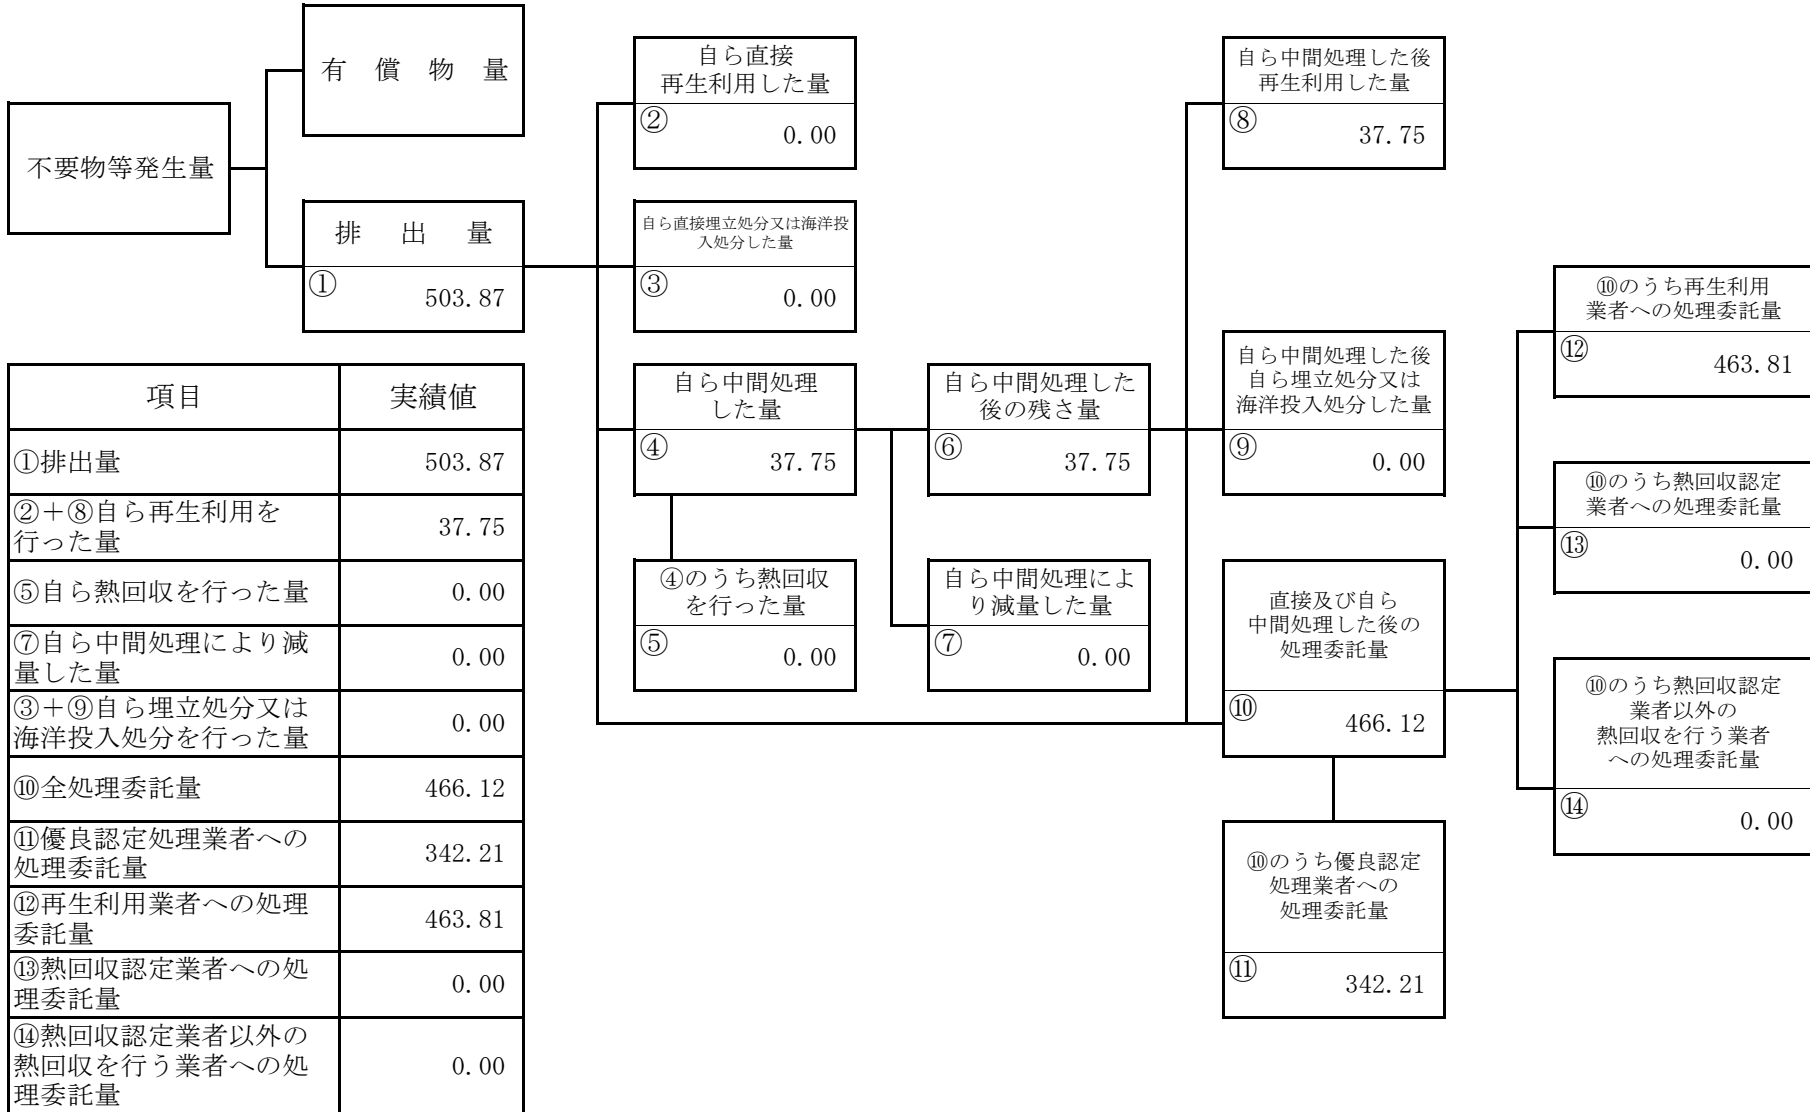 有 償 物 量
不要物等発生量
排 出 量
①
503.87
自ら直接
再生利用した量
②
0.00
自ら直接埋立処分又は海洋投
入処分した量
③
0.00
自ら中間処理
した量
④
37.75
④のうち熱回収
を行った量
⑤
0.00
自ら中間処理した
後の残さ量
⑥
37.75
自ら中間処理によ
り減量した量
⑦
0.00
自ら中間処理した後
再生利用した量
⑧
37.75
自ら中間処理した後
自ら埋立処分又は
海洋投入処分した量
⑨
0.00
直接及び自ら
中間処理した後の
処理委託量
⑩
466.12
⑩のうち優良認定
処理業者への
処理委託量
⑪
342.21
⑩のうち再生利用
業者への処理委託量
⑫
463.81
⑩のうち熱回収認定
業者への処理委託量
⑬
0.00
⑩のうち熱回収認定
業者以外の
熱回収を行う業者
への処理委託量
⑭
0.00
項目 実績値
①排出量 503.87
②＋⑧自ら再生利用を
行った量 37.75
⑤自ら熱回収を行った量 0.00
⑦自ら中間処理により減
量した量 0.00
③＋⑨自ら埋立処分又は
海洋投入処分を行った量 0.00
⑩全処理委託量 466.12
⑪優良認定処理業者への
処理委託量 342.21
⑫再生利用業者への処理
委託量 463.81
⑬熱回収認定業者への処
理委託量 0.00
⑭熱回収認定業者以外の
熱回収を行う業者への処
理委託量 0.00